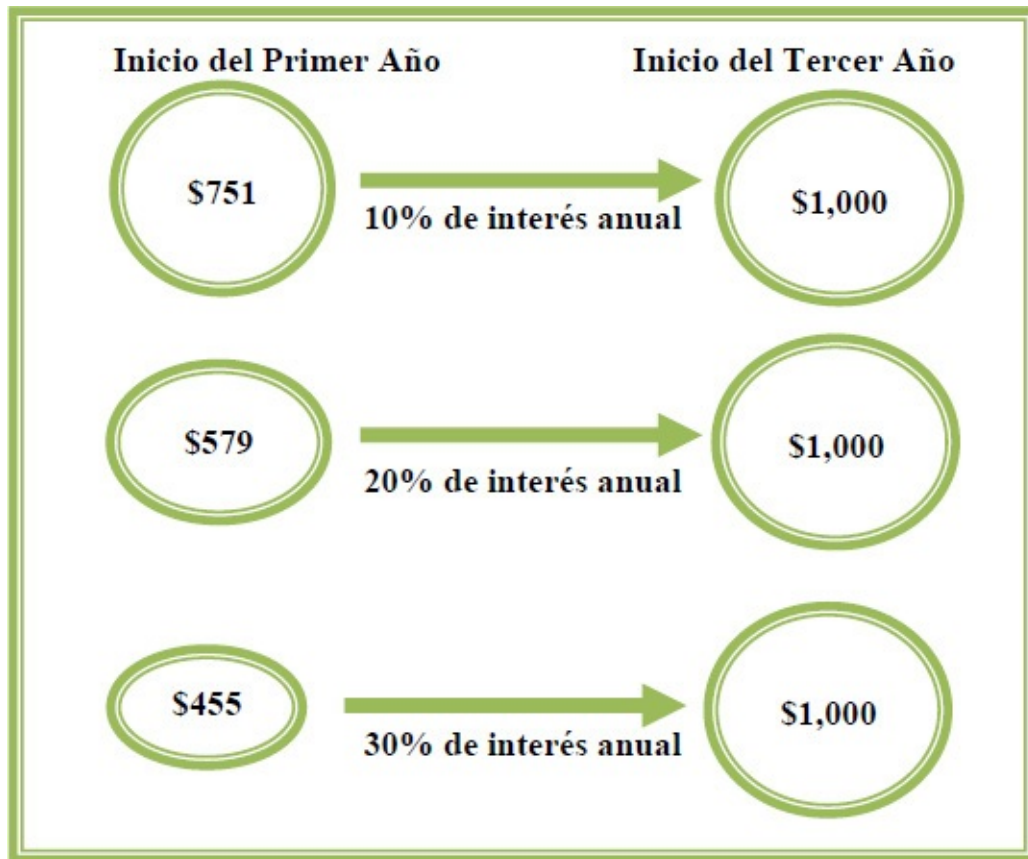 Inicio del Primer Año
Inicio del Tercer Año
$751
10% de interés anual
$1,000
$579
20% de interés anual
$1,000
$455
30% de interés anual
$1,000